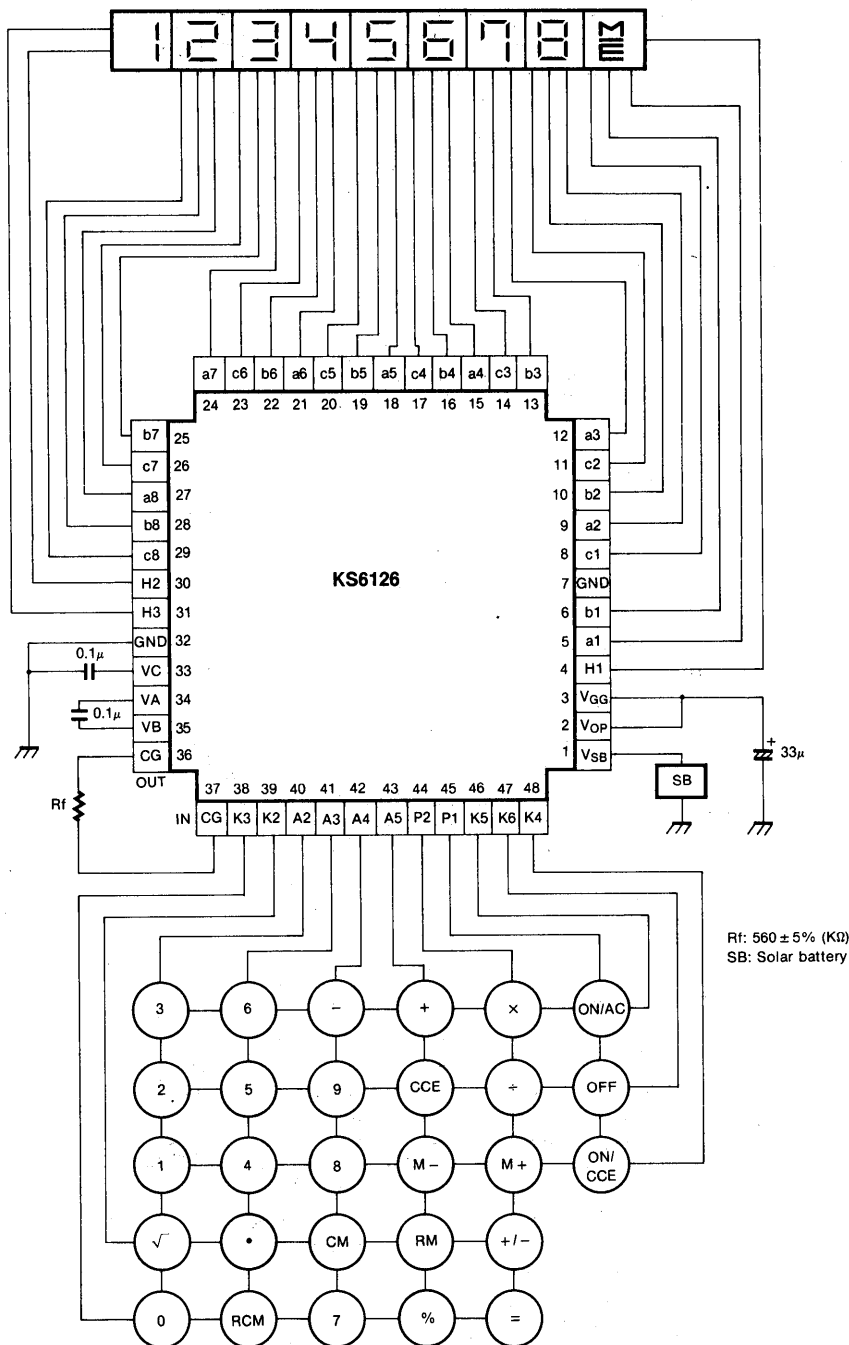 1 2 3 4 5 6 7 8 M E
a7 c6 b6 a6 c5 b5 a5 c4 b4 a4 c3 b3
24 23 22 21 20 19 18 17 16 15 14 13
b7 25
c7 26
a8 27
b8 28
c8 29
H2 30
H3 31
GND 32
VC 33
VA 34
VB 35
CG 36
OUT
0.1μ
0.1μ
Rf
KS6126
12 a3
11 c2
10 b2
9 a2
8 c1
7 GND
6 b1
5 a1
4 H1
3 VGG
2 VOP
1 VSB
SB
+
33μ
37 38 39 40 41 42 43 44 45 46 47 48
IN CG K3 K2 A2 A3 A4 A5 P2 P1 K5 K6 K4
Rf: 560 ± 5% (KΩ)
SB: Solar battery
3 6 − + × ON/AC
2 5 9 CCE ÷ OFF
1 4 8 M− M+ ON/
CCE
√ • CM RM +/−
0 RCM 7 % =